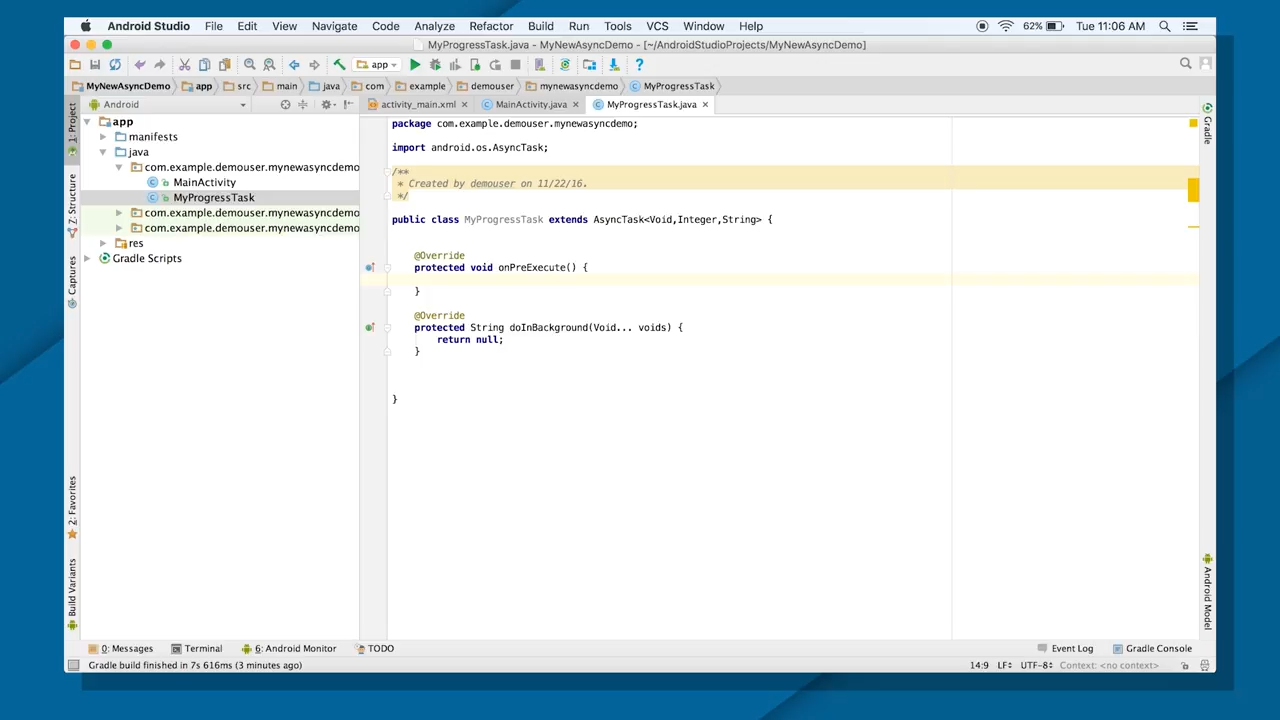 Android Studio File Edit View Navigate Code Analyze Refactor Build Run Tools VCS Window Help 62% Tue 11:06 AM
MyProgressTask.java - MyNewAsyncDemo - [~/AndroidStudioProjects/MyNewAsyncDemo]
app
MyNewAsyncDemo app src main java com example demouser mynewasyncdemo MyProgressTask
Android activity_main.xml MainActivity.java MyProgressTask.java
1: Project
7: Structure
Captures
2: Favorites
Build Variants
app
manifests
java
com.example.demouser.mynewasyncdemo
MainActivity
MyProgressTask
com.example.demouser.mynewasyncdemo
com.example.demouser.mynewasyncdemo
res
Gradle Scripts
package com.example.demouser.mynewasyncdemo;
import android.os.AsyncTask;
/**
* Created by demouser on 11/22/16.
*/
public class MyProgressTask extends AsyncTask<Void,Integer,String> {
@Override
protected void onPreExecute() {
}
@Override
protected String doInBackground(Void... voids) {
return null;
}
}
Gradle
Android Model
0: Messages Terminal 6: Android Monitor TODO Event Log Gradle Console
Gradle build finished in 7s 616ms (3 minutes ago) 14:9 LF÷ UTF-8÷ Context: <no context>